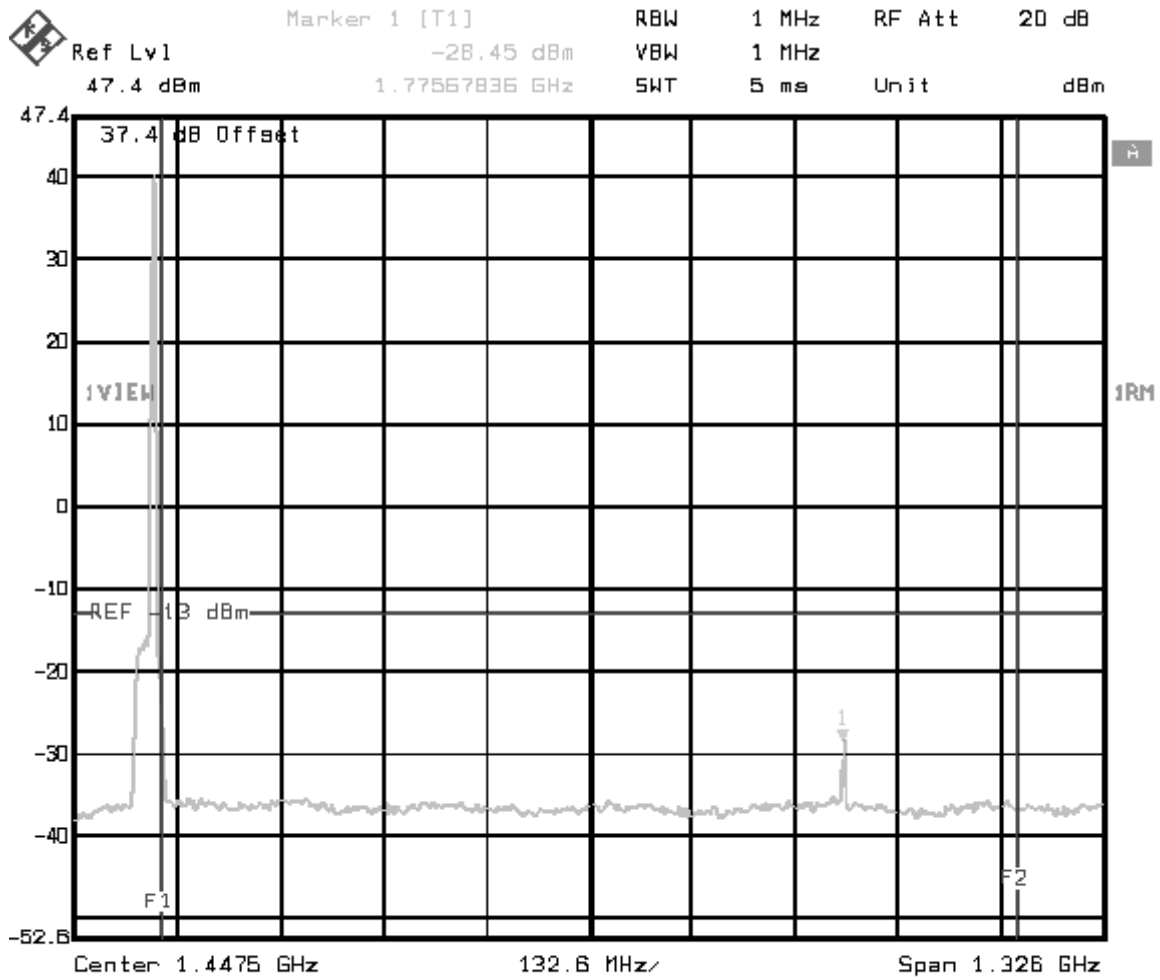 Marker 1 [T1] RBW 1 MHz RF Att 20 dB
Ref Lvl -28.45 dBm VBW 1 MHz
47.4 dBm 1.77567836 GHz SWT 5 ms Unit dBm
47.4
37.4 dB Offset
A
40
30
20
1VIEW 1RM
10
0
-10
REF -13 dBm
-20
1
-30
-40
F2
F1
-52.6
Center 1.4475 GHz 132.6 MHz/ Span 1.326 GHz